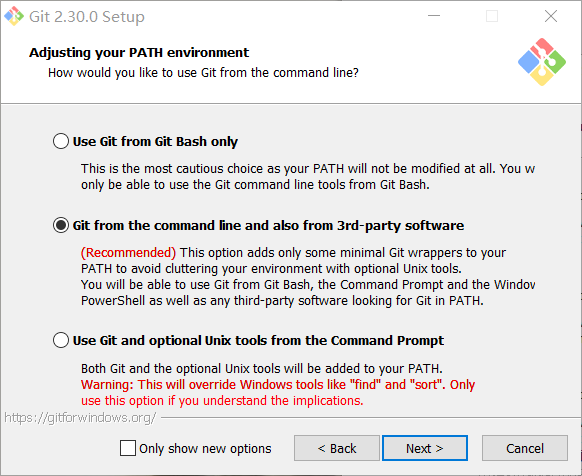 Git 2.30.0 Setup
Adjusting your PATH environment
How would you like to use Git from the command line?
Use Git from Git Bash only
This is the most cautious choice as your PATH will not be modified at all. You w
only be able to use the Git command line tools from Git Bash.
Git from the command line and also from 3rd-party software
(Recommended) This option adds only some minimal Git wrappers to your
PATH to avoid cluttering your environment with optional Unix tools.
You will be able to use Git from Git Bash, the Command Prompt and the Window
PowerShell as well as any third-party software looking for Git in PATH.
Use Git and optional Unix tools from the Command Prompt
Both Git and the optional Unix tools will be added to your PATH.
Warning: This will override Windows tools like "find" and "sort". Only
use this option if you understand the implications.
https://gitforwindows.org/
Only show new options
< Back
Next >
Cancel